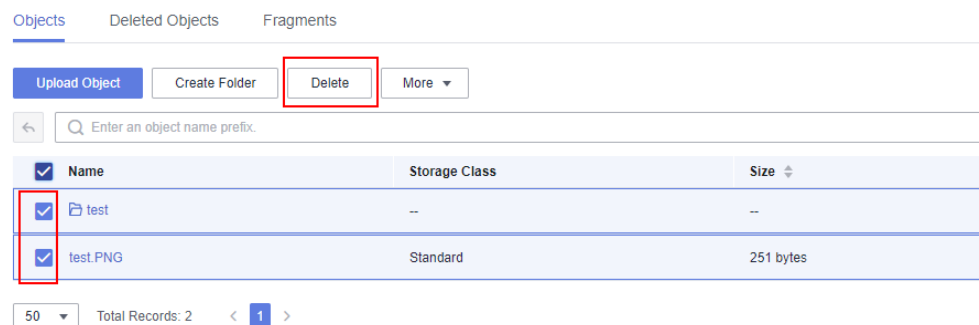 Objects Deleted Objects Fragments
Upload Object Create Folder Delete More
Enter an object name prefix.
Name Storage Class Size
test -- --
test.PNG Standard 251 bytes
50 Total Records: 2 < 1 >